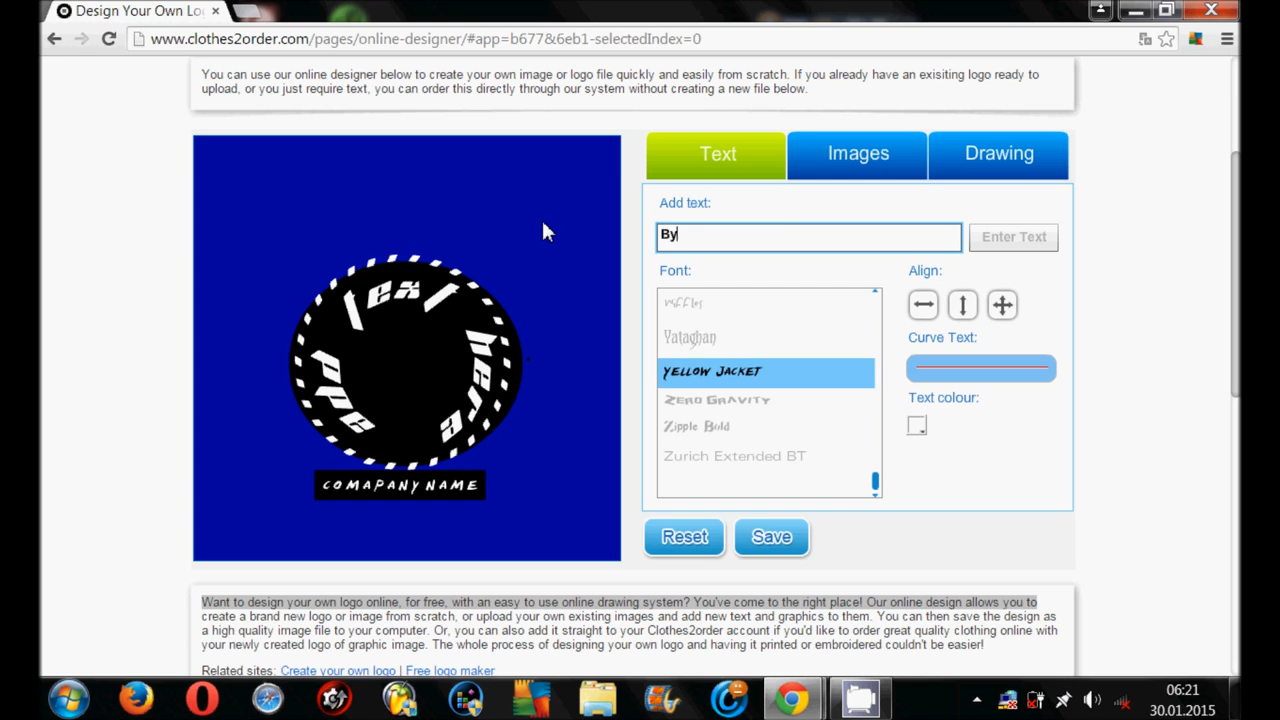 Design Your Own Lo
www.clothes2order.com/pages/online-designer/#app=b677&6eb1-selectedIndex=0
You can use our online designer below to create your own image or logo file quickly and easily from scratch. If you already have an exisiting logo ready to
upload, or you just require text, you can order this directly through our system without creating a new file below.
Text
Images
Drawing
Add text:
By
Enter Text
Font:
Align:
Waffles
Yataghan
Yellow Jacket
Zero Gravity
Zipple Bold
Zurich Extended BT
Curve Text:
Text colour:
text here
COMAPANY NAME
Reset
Save
Want to design your own logo online, for free, with an easy to use online drawing system? You've come to the right place! Our online design allows you to
create a brand new logo or image from scratch, or upload your own existing images and add new text and graphics to them. You can then save the design as
a high quality image file to your computer. Or, you can also add it straight to your Clothes2order account if you'd like to order great quality clothing online with
your newly created logo of graphic image. The whole process of designing your own logo and having it printed or embroidered couldn't be easier!
Related sites: Create your own logo | Free logo maker
06:21
30.01.2015